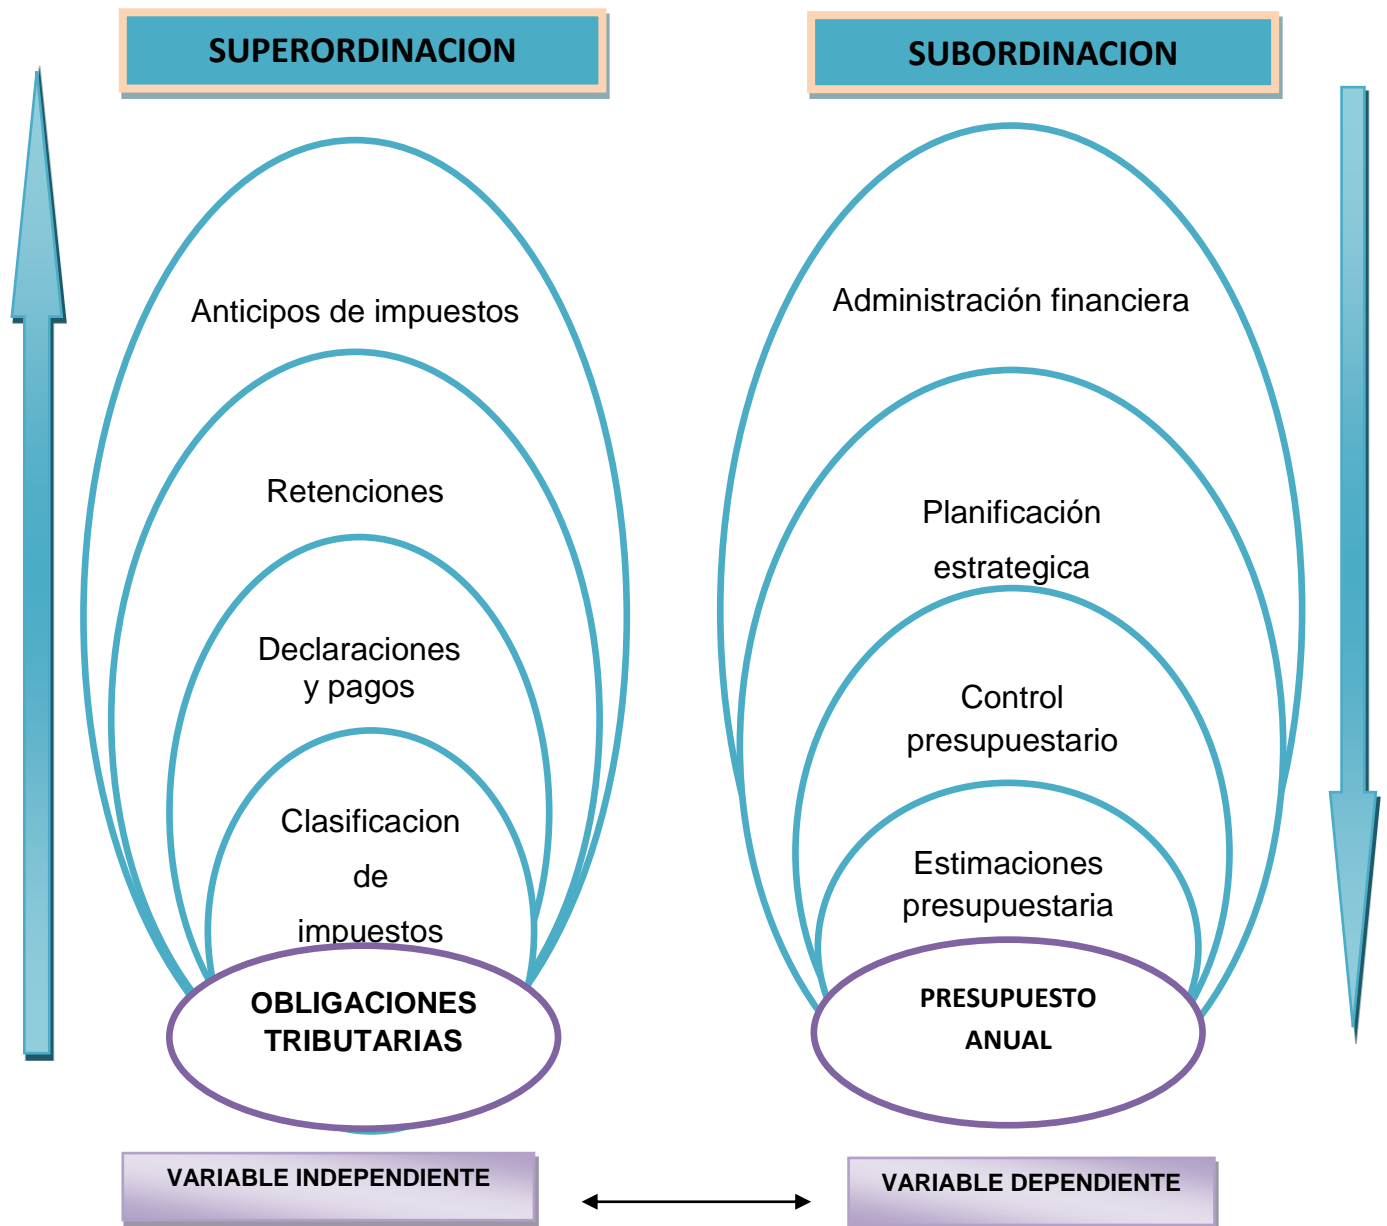 SUPERORDINACION
Anticipos de impuestos
Retenciones
Declaraciones
y pagos
Clasificacion
de
impuestos
OBLIGACIONES
TRIBUTARIAS
VARIABLE INDEPENDIENTE
SUBORDINACION
Administración financiera
Planificación
estrategica
Control
presupuestario
Estimaciones
presupuestaria
PRESUPUESTO
ANUAL
VARIABLE DEPENDIENTE